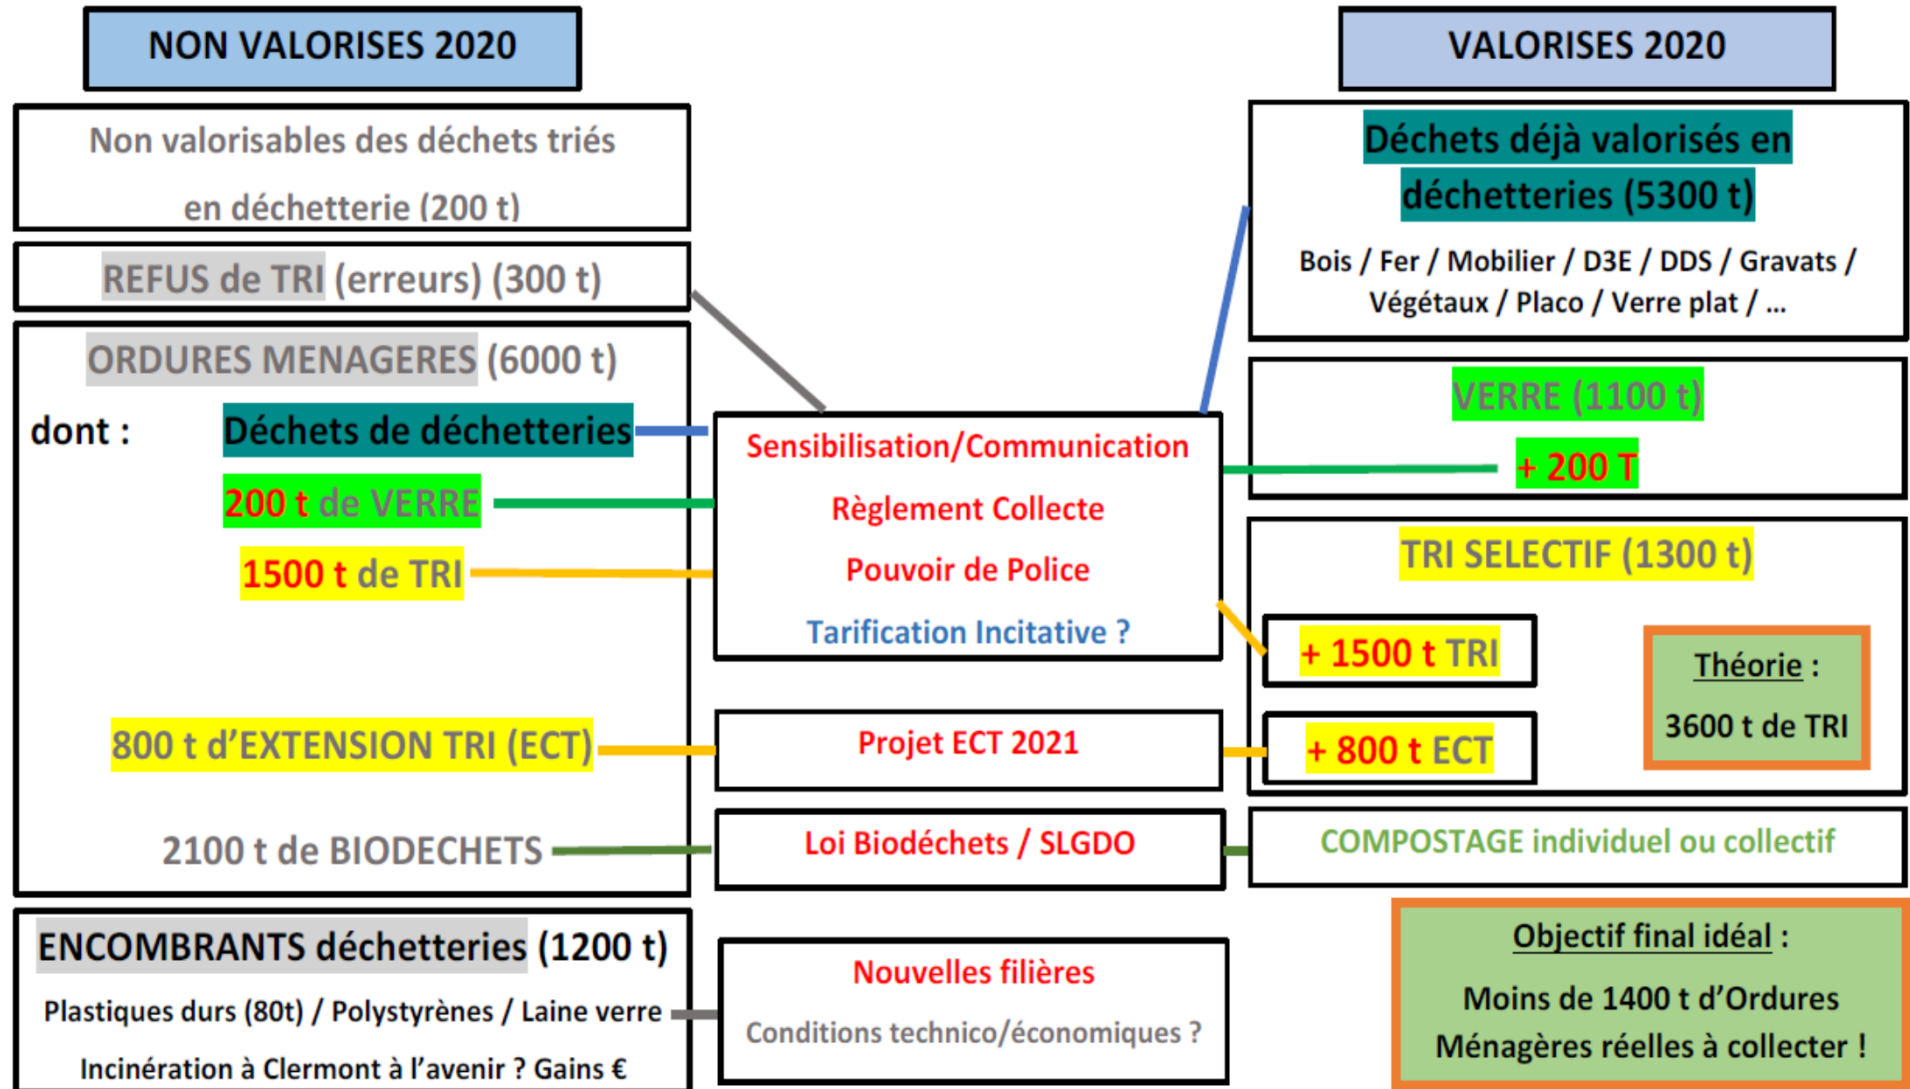 NON VALORISES 2020
Non valorisables des déchets triés
en déchetterie (200 t)
REFUS de TRI (erreurs) (300 t)
ORDURES MENAGERES (6000 t)
dont :
Déchets de déchetteries
200 t de VERRE
1500 t de TRI
800 t d’EXTENSION TRI (ECT)
2100 t de BIODECHETS
ENCOMBRANTS déchetteries (1200 t)
Plastiques durs (80t) / Polystyrènes / Laine verre
Incinération à Clermont à l’avenir ? Gains €
Sensibilisation/Communication
Règlement Collecte
Pouvoir de Police
Tarification Incitative ?
Projet ECT 2021
Loi Biodéchets / SLGDO
Nouvelles filières
Conditions technico/économiques ?
VALORISES 2020
Déchets déjà valorisés en
déchetteries (5300 t)
Bois / Fer / Mobilier / D3E / DDS / Gravats /
Végétaux / Placo / Verre plat / ...
VERRE (1100 t)
+ 200 T
TRI SELECTIF (1300 t)
+ 1500 t TRI
+ 800 t ECT
Théorie :
3600 t de TRI
COMPOSTAGE individuel ou collectif
Objectif final idéal :
Moins de 1400 t d’Ordures
Ménagères réelles à collecter !